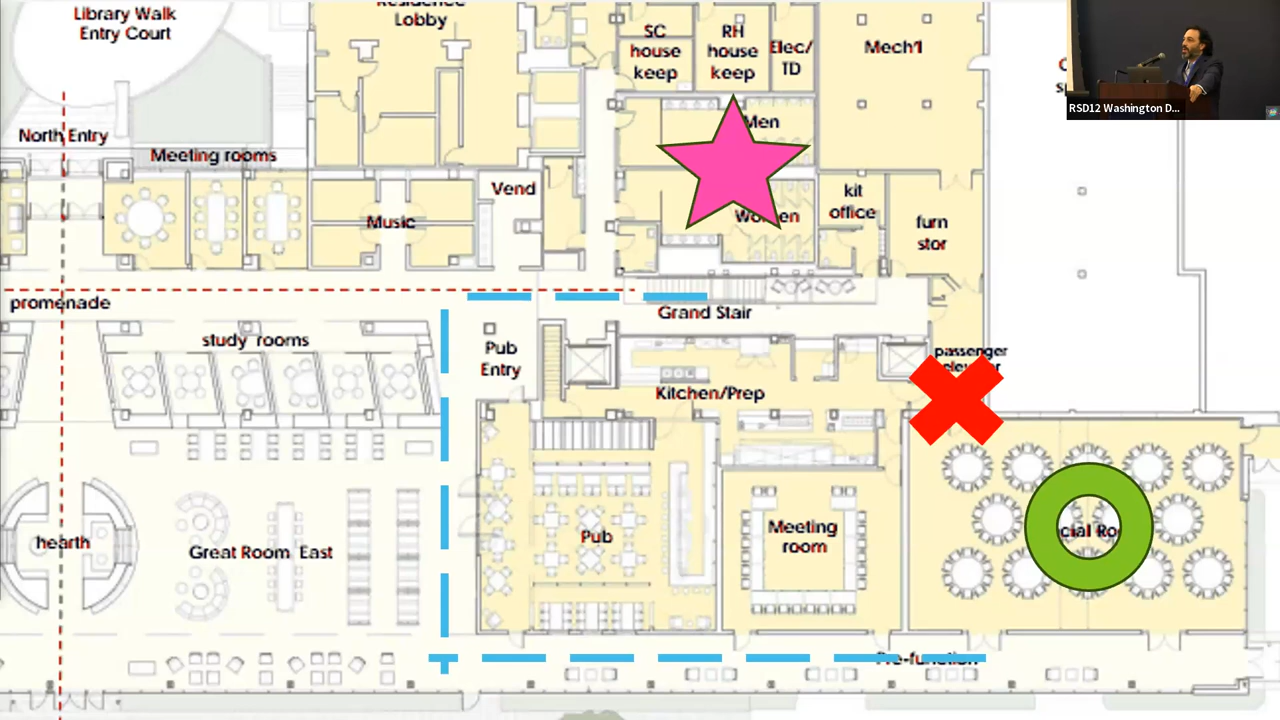 Library Walk
Entry Court
Residence
Lobby
SC
house
keep
RH
house
keep
Elec/
TD
Mech'l
RSD12 Washington D...
North Entry
Meeting rooms
Men
Vend
Music
kit
office
furn
stor
promenade
Grand Stair
study rooms
Pub
Entry
passenger
Kitchen/Prep
hearth
Great Room East
Pub
Meeting
room
Pre-function